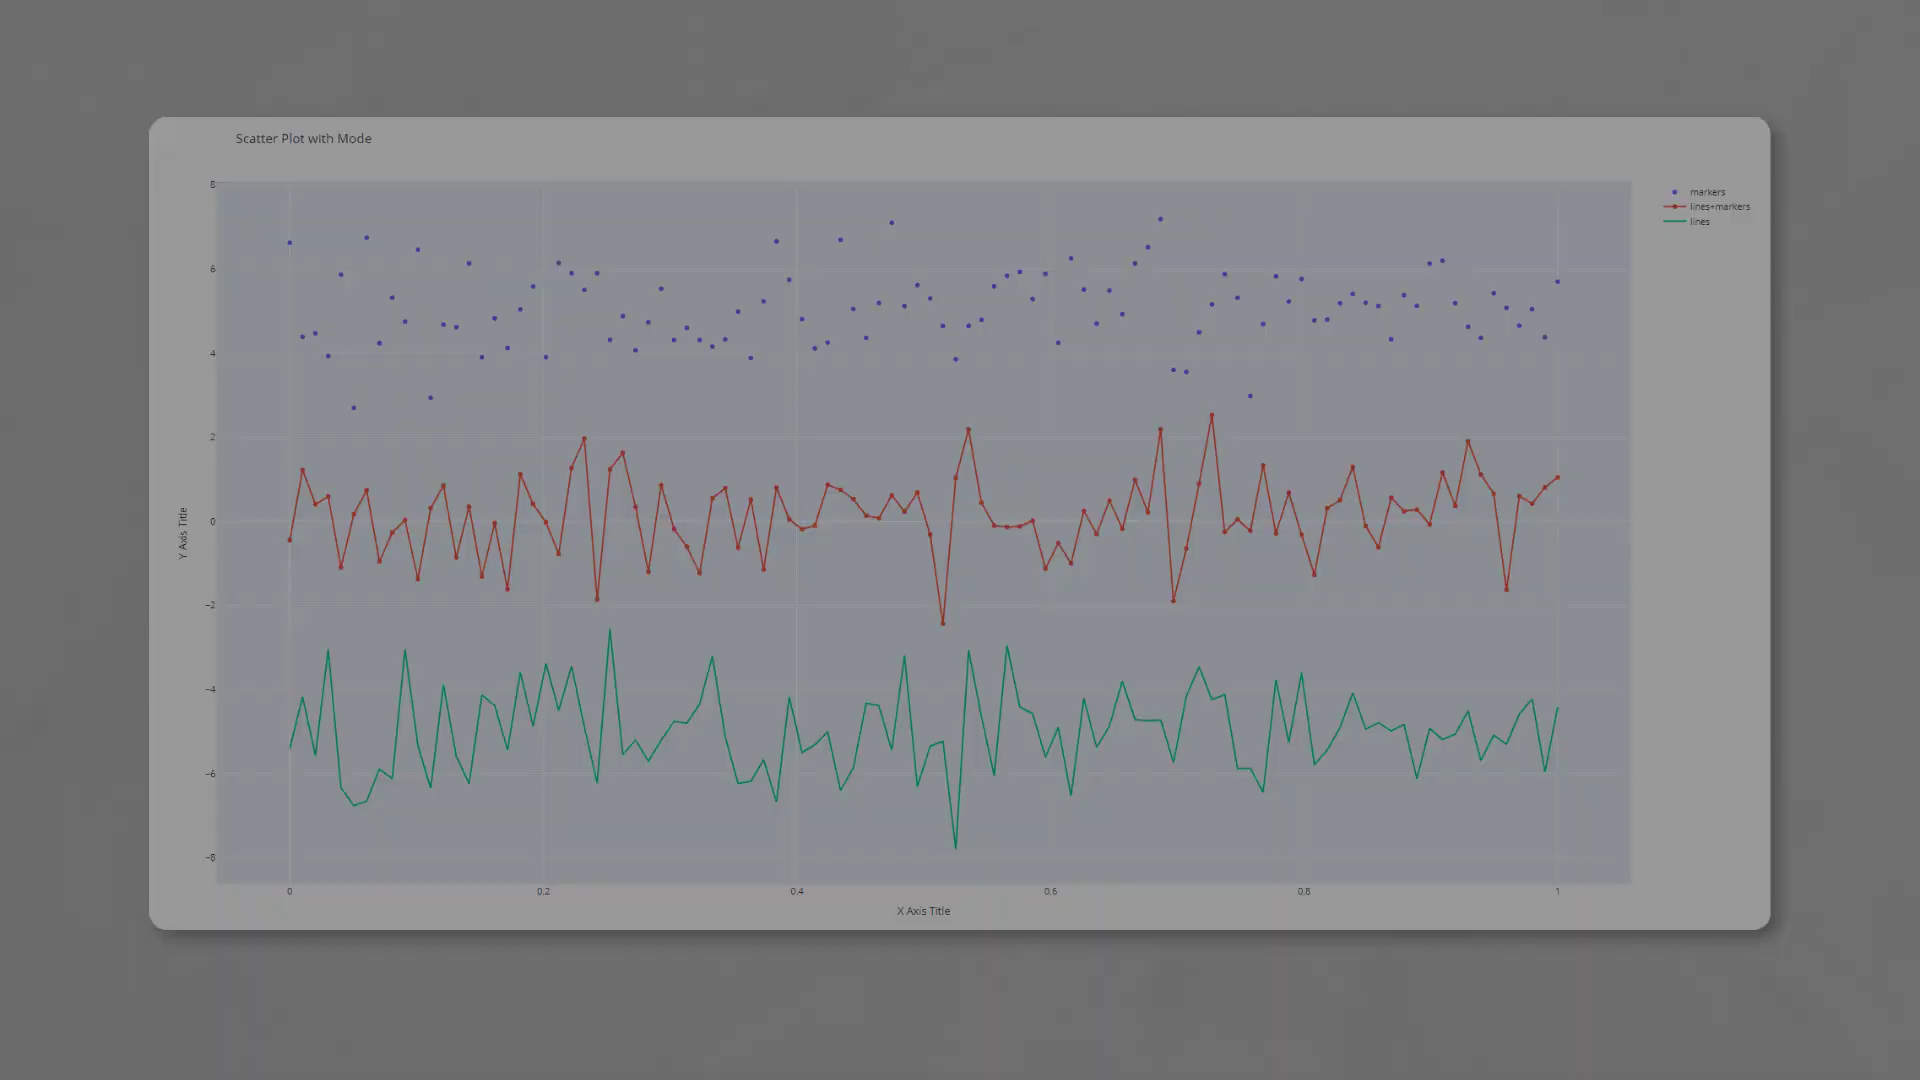 Scatter Plot with Mode
markers
lines+markers
lines
8
6
4
2
0
−2
−4
−6
−8
Y Axis Title
0
0.2
0.4
0.6
0.8
1
X Axis Title